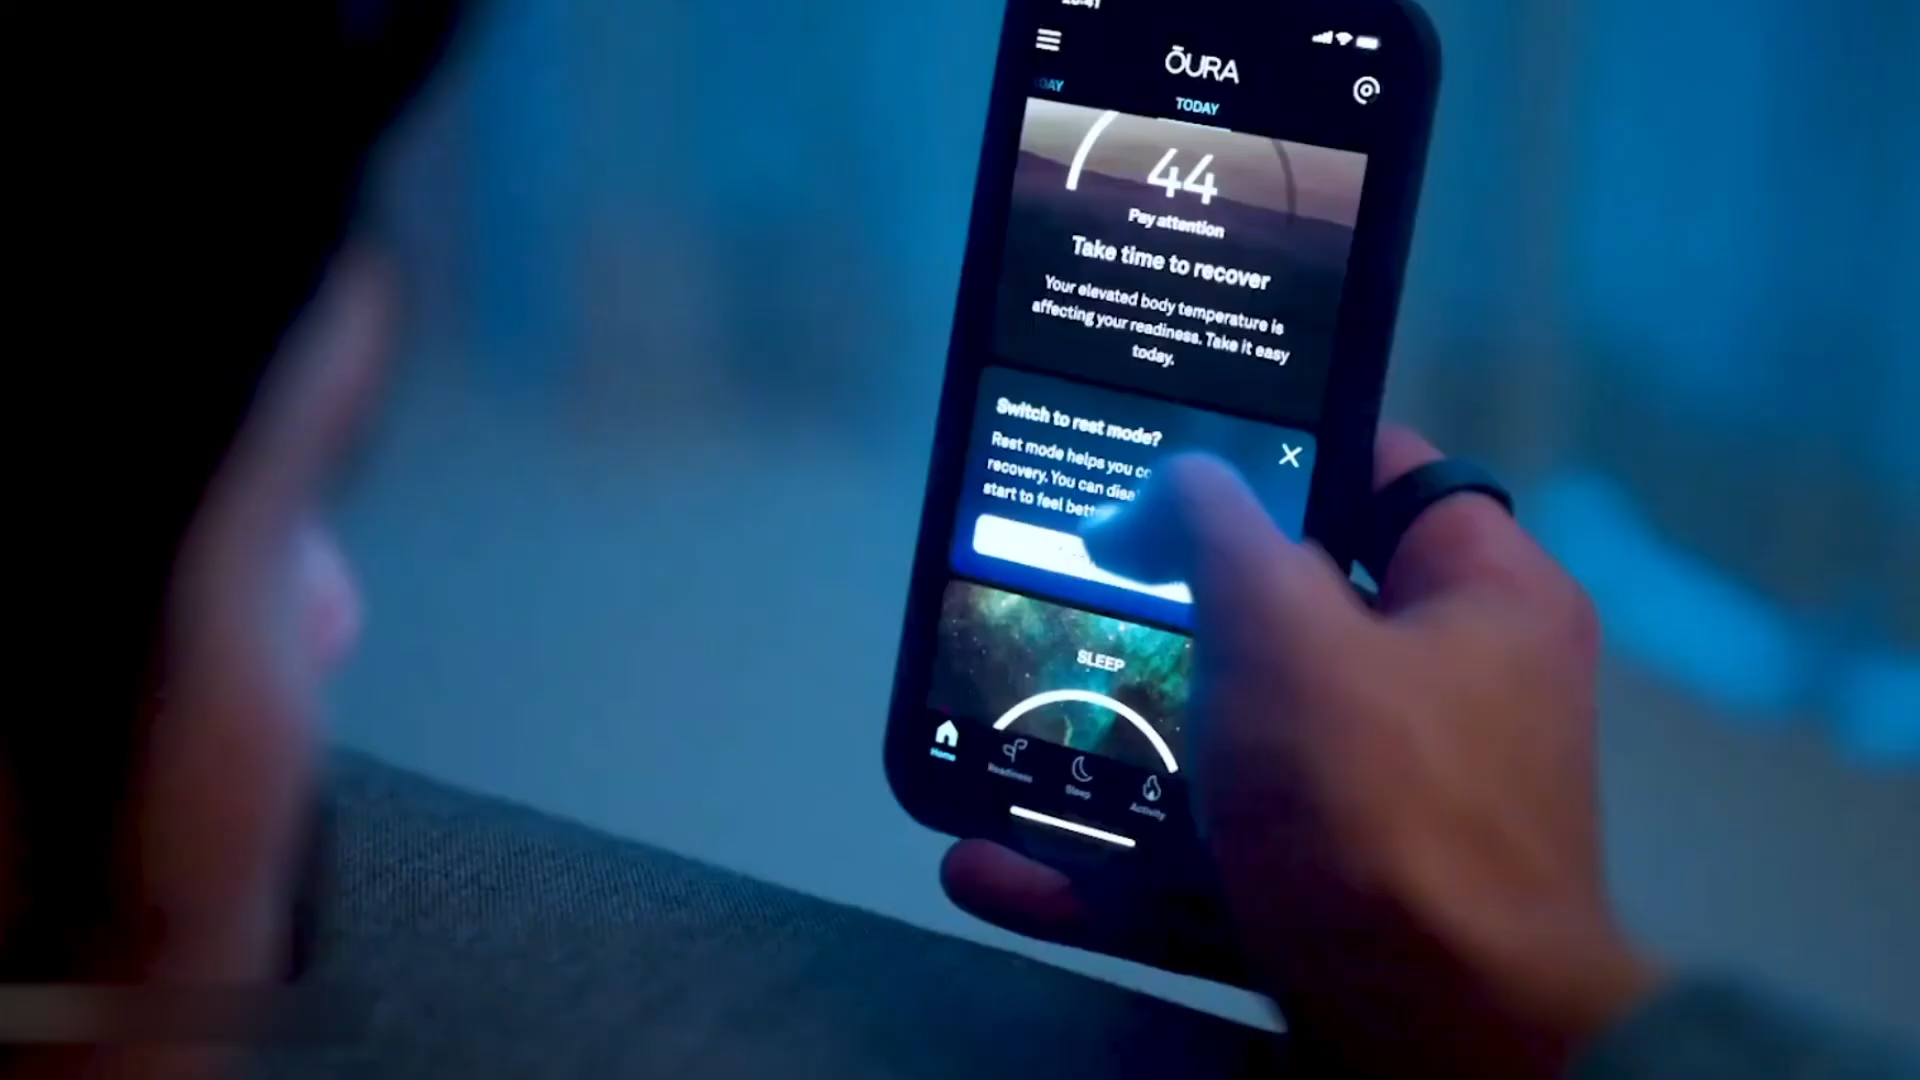 ŌURA
TODAY
44
Pay attention
Take time to recover
Your elevated body temperature is
affecting your readiness. Take it easy
today.
Switch to rest mode?
Rest mode helps you
recovery. You can
start to feel
SLEEP
Home
Readiness
Sleep
Activity